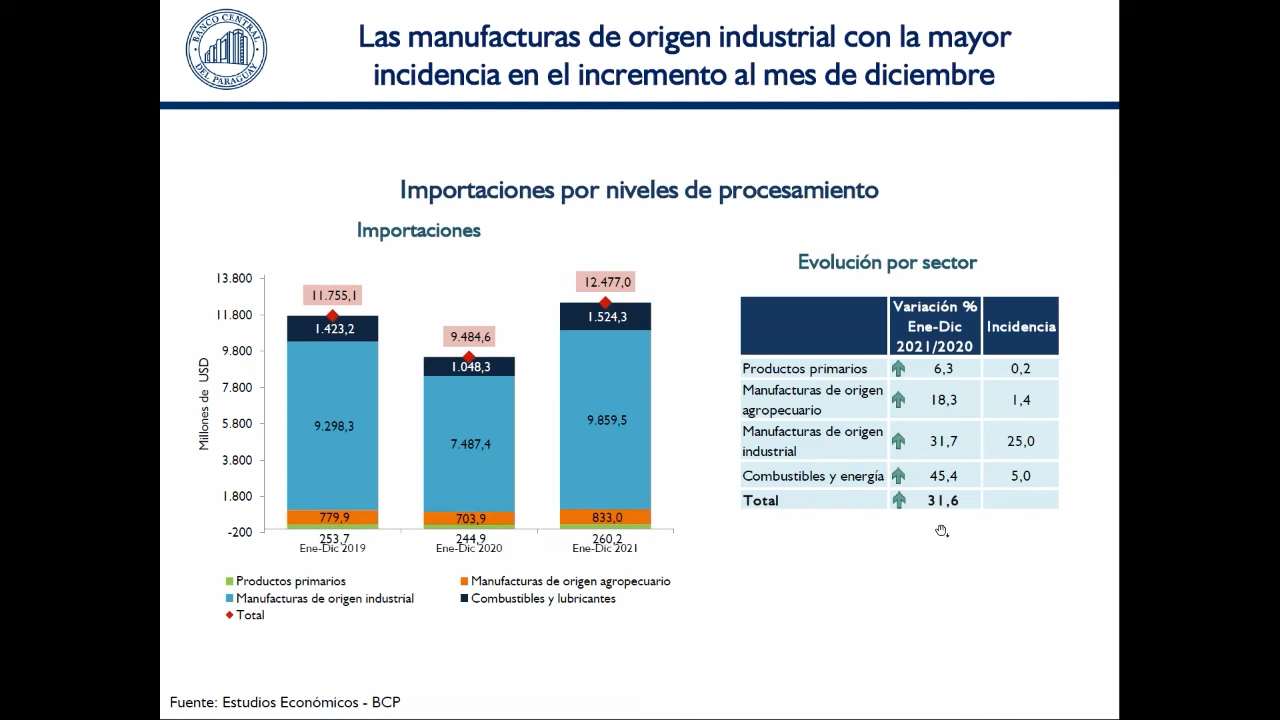 BANCO CENTRAL
DEL PARAGUAY
Las manufacturas de origen industrial con la mayor
incidencia en el incremento al mes de diciembre
Importaciones por niveles de procesamiento
Importaciones
Millones de USD
13.800
11.800
9.800
7.800
5.800
3.800
1.800
-200
11.755,1
1.423,2
9.298,3
779,9
253,7
Ene-Dic 2019
9.484,6
1.048,3
7.487,4
703,9
244,9
Ene-Dic 2020
12.477,0
1.524,3
9.859,5
833,0
260,2
Ene-Dic 2021
Productos primarios
Manufacturas de origen agropecuario
Manufacturas de origen industrial
Combustibles y lubricantes
Total
Evolución por sector
Variación %
Ene-Dic
2021/2020
Incidencia
Productos primarios 6,3 0,2
Manufacturas de origen
agropecuario 18,3 1,4
Manufacturas de origen
industrial 31,7 25,0
Combustibles y energía 45,4 5,0
Total 31,6
Fuente: Estudios Económicos - BCP